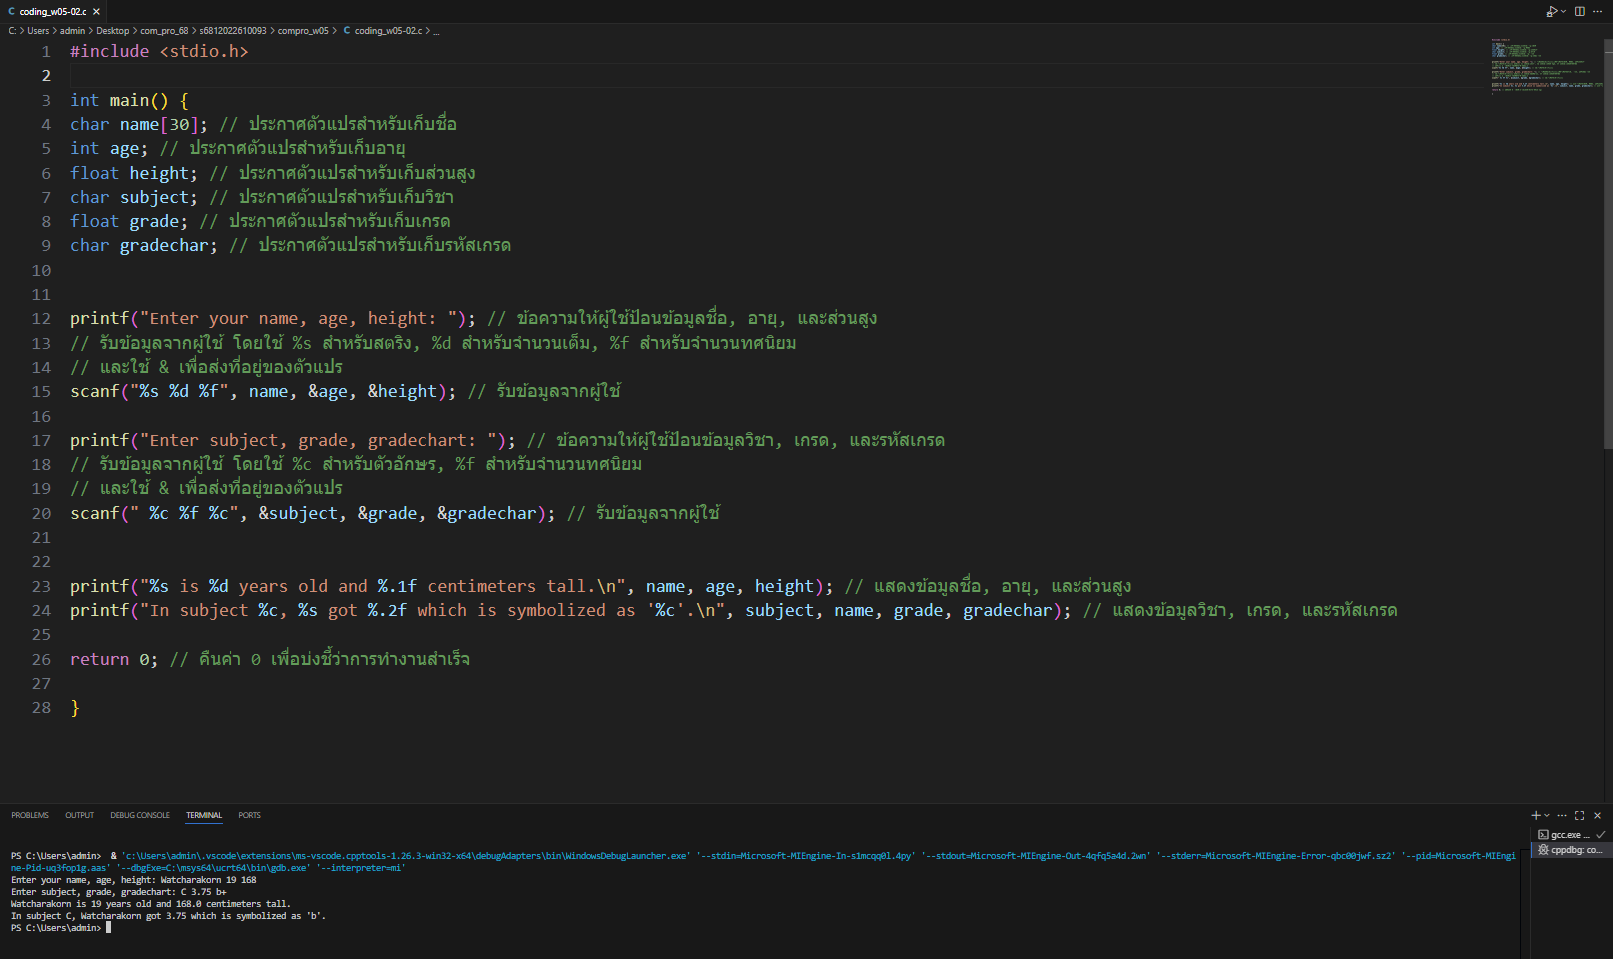 coding_w05-02.c
C: > Users > admin > Desktop > com_pro_68 > s6812022610093 > compro_w05 > C coding_w05-02.c > ...
1 #include <stdio.h>
2
3 int main() {
4 char name[30]; // ประกาศตัวแปรสำหรับเก็บชื่อ
5 int age; // ประกาศตัวแปรสำหรับเก็บอายุ
6 float height; // ประกาศตัวแปรสำหรับเก็บส่วนสูง
7 char subject; // ประกาศตัวแปรสำหรับเก็บวิชา
8 float grade; // ประกาศตัวแปรสำหรับเก็บเกรด
9 char gradechar; // ประกาศตัวแปรสำหรับเก็บรหัสเกรด
10
11
12 printf("Enter your name, age, height: "); // ข้อความให้ผู้ใช้ป้อนข้อมูลชื่อ, อายุ, และส่วนสูง
13 // รับข้อมูลจากผู้ใช้ โดยใช้ %s สำหรับสตริง, %d สำหรับจำนวนเต็ม, %f สำหรับจำนวนทศนิยม
14 // และใช้ & เพื่อส่งที่อยู่ของตัวแปร
15 scanf("%s %d %f", name, &age, &height); // รับข้อมูลจากผู้ใช้
16
17 printf("Enter subject, grade, gradechart: "); // ข้อความให้ผู้ใช้ป้อนข้อมูลวิชา, เกรด, และรหัสเกรด
18 // รับข้อมูลจากผู้ใช้ โดยใช้ %c สำหรับตัวอักษร, %f สำหรับจำนวนทศนิยม
19 // และใช้ & เพื่อส่งที่อยู่ของตัวแปร
20 scanf(" %c %f %c", &subject, &grade, &gradechar); // รับข้อมูลจากผู้ใช้
21
22
23 printf("%s is %d years old and %.1f centimeters tall.\n", name, age, height); // แสดงข้อมูลชื่อ, อายุ, และส่วนสูง
24 printf("In subject %c, %s got %.2f which is symbolized as '%c'.\n", subject, name, grade, gradechar); // แสดงข้อมูลวิชา, เกรด, และรหัสเกรด
25
26 return 0; // คืนค่า 0 เพื่อบ่งชี้ว่าการทำงานสำเร็จ
27
28 }
PROBLEMS OUTPUT DEBUG CONSOLE TERMINAL PORTS
gcc.exe ...
cppdbg: co...
PS C:\Users\admin> & 'c:\Users\admin\.vscode\extensions\ms-vscode.cpptools-1.26.3-win32-x64\debugAdapters\bin\WindowsDebugLauncher.exe' '--stdin=Microsoft-MIEngine-In-s1mcqq0l.4py' '--stdout=Microsoft-MIEngine-Out-4qfq5a4d.2wn' '--stderr=Microsoft-MIEngine-Error-qbc00jwf.sz2' '--pid=Microsoft-MIEngi
ne-Pid-uq3fop1g.aas' '--dbgExe=C:\msys64\ucrt64\bin\gdb.exe' '--interpreter=mi'
Enter your name, age, height: Watcharakorn 19 168
Enter subject, grade, gradechart: C 3.75 b+
Watcharakorn is 19 years old and 168.0 centimeters tall.
In subject C, Watcharakorn got 3.75 which is symbolized as 'b'.
PS C:\Users\admin>